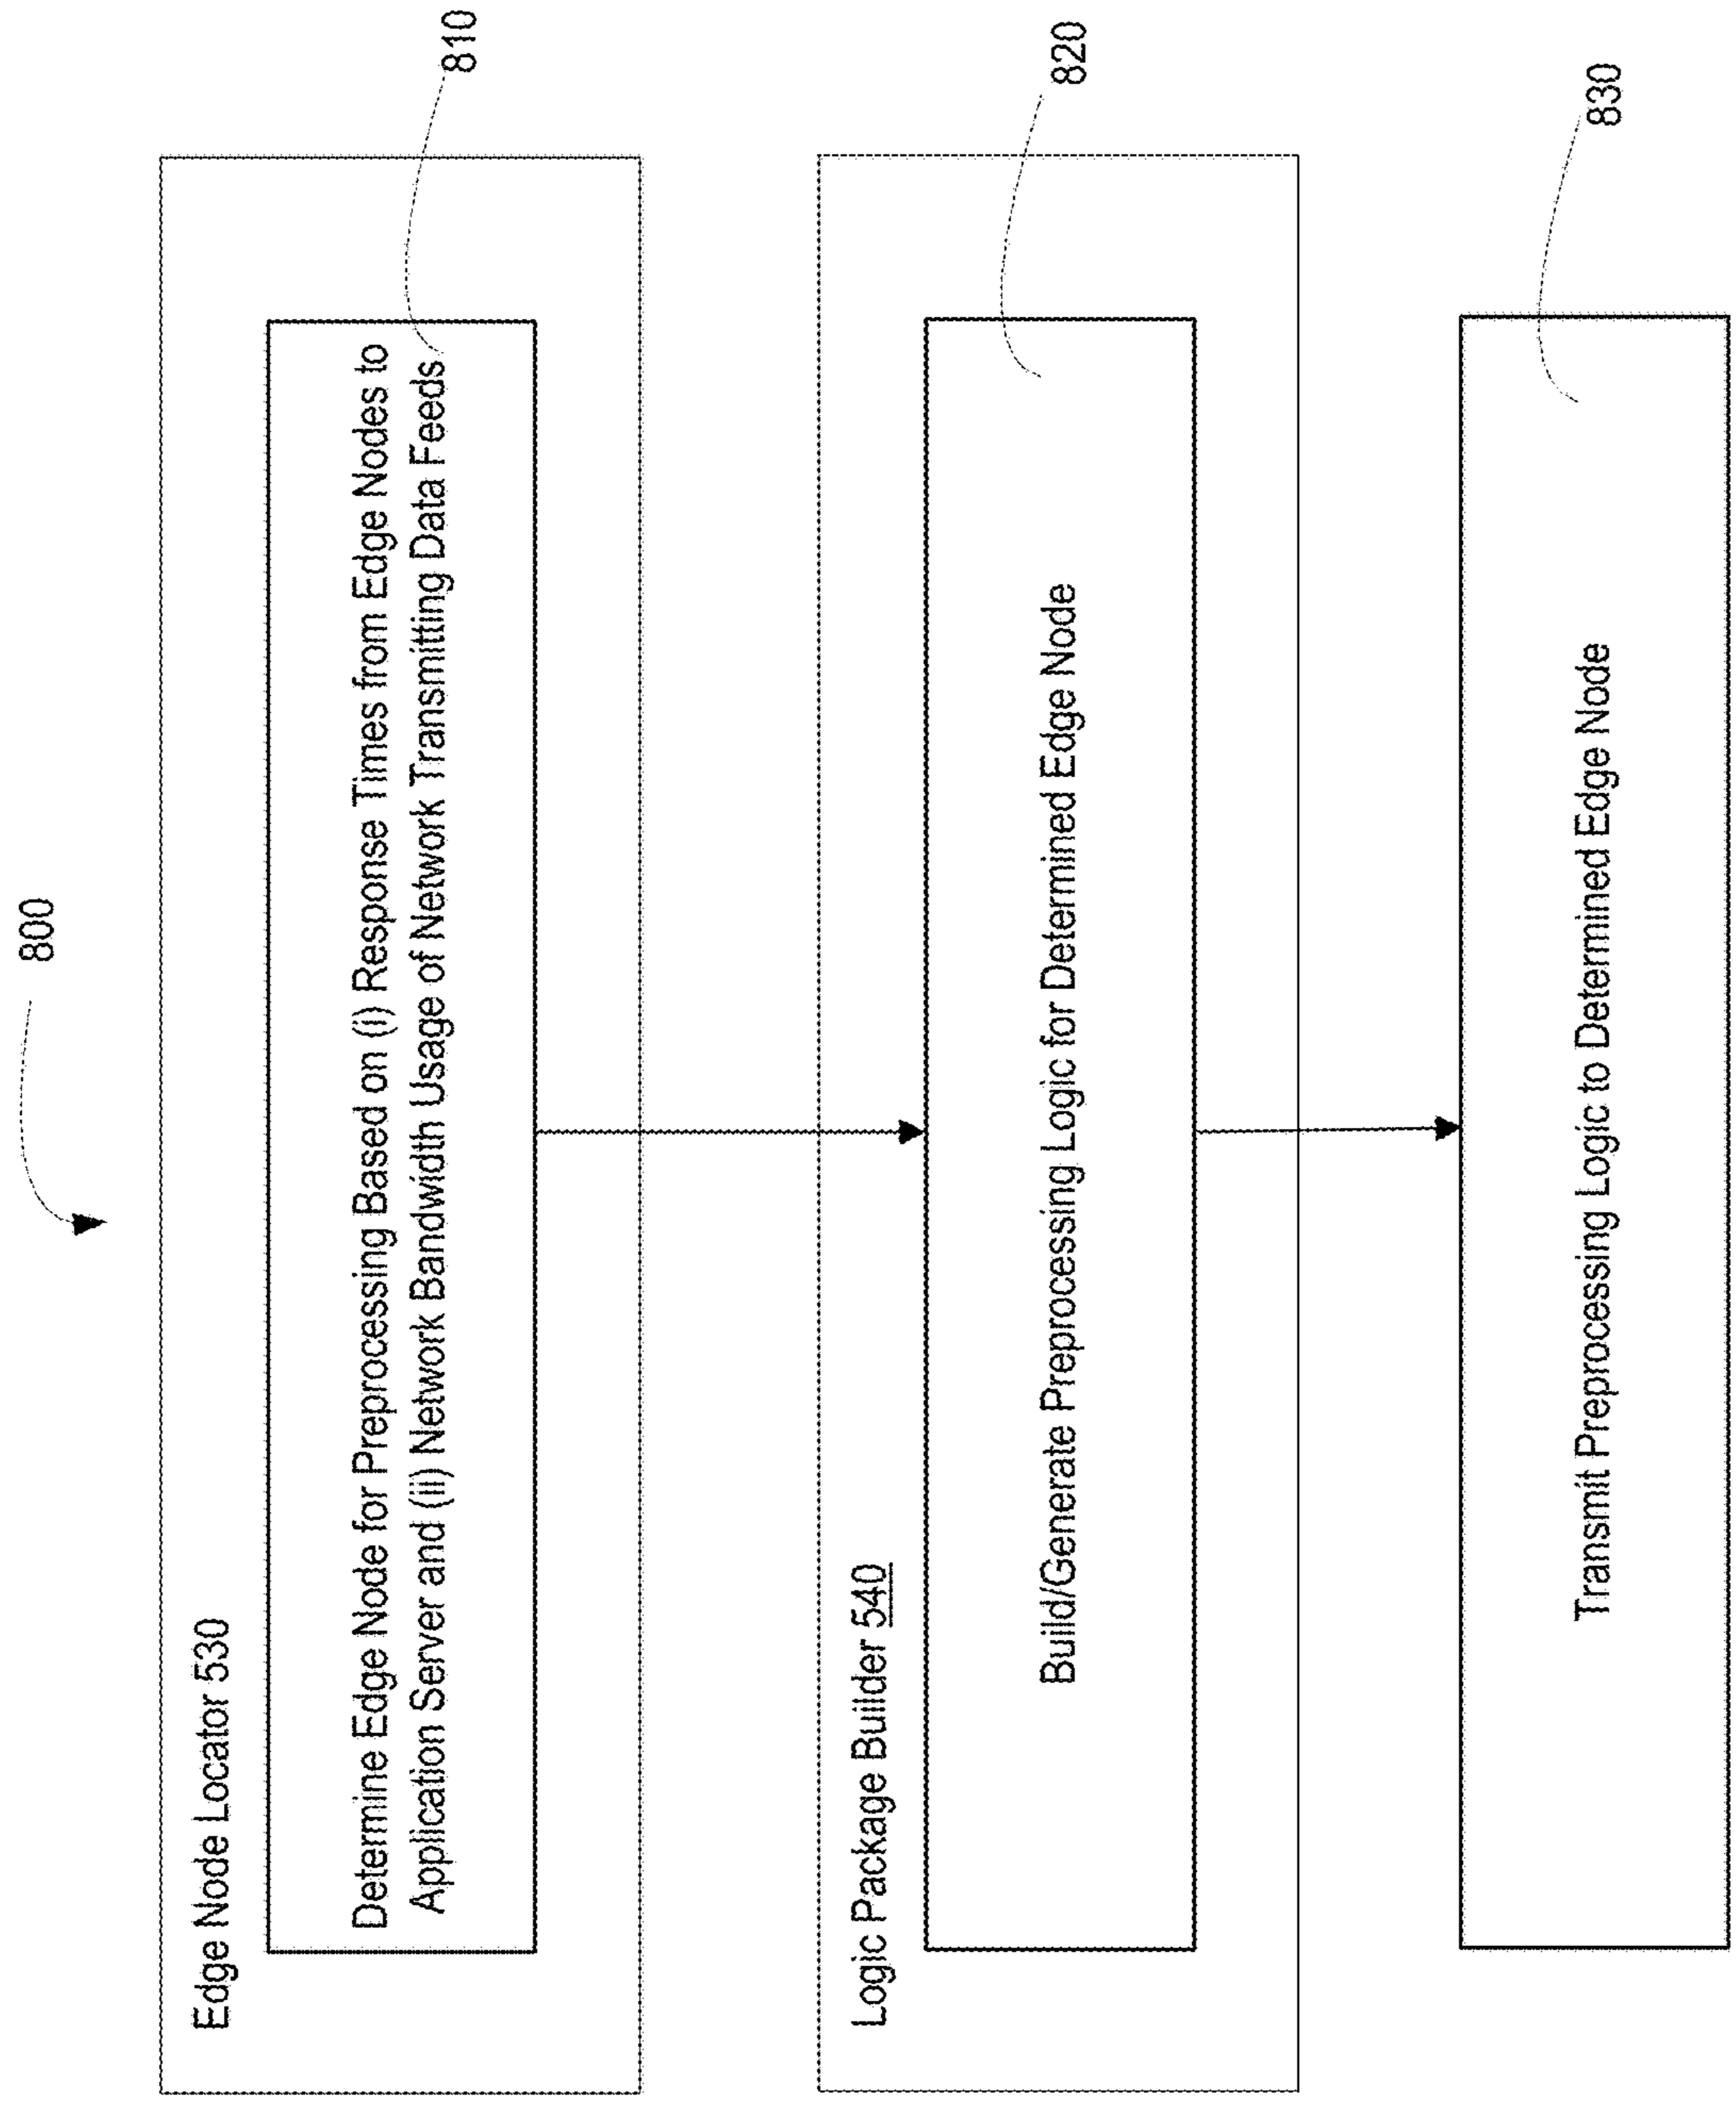 800
Edge Node Locator 530
Determine Edge Node for Preprocessing Based on (i) Response Times from Edge Nodes to
Application Server and (ii) Network Bandwidth Usage of Network Transmitting Data Feeds
810
Logic Package Builder 540
Build/Generate Preprocessing Logic for Determined Edge Node
820
Transmit Preprocessing Logic to Determined Edge Node
830